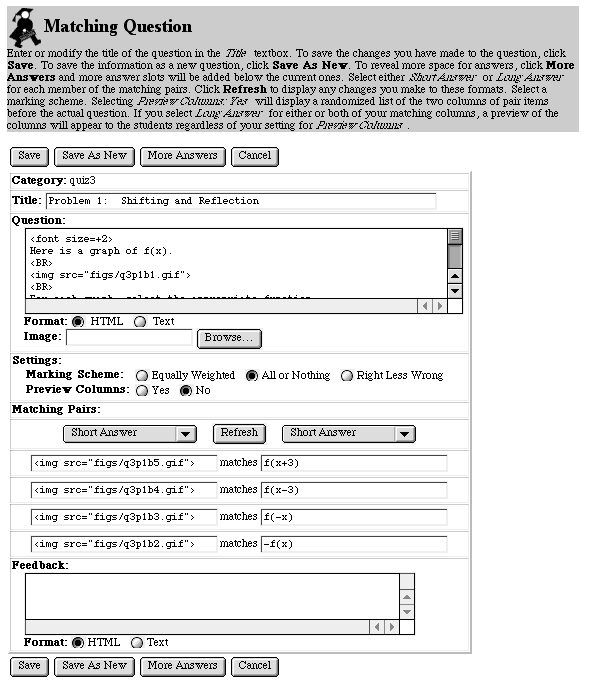 Matching Question
Enter or modify the title of the question in the Title textbox. To save the changes you have made to the question, click
Save. To save the information as a new question, click Save As New. To reveal more space for answers, click More
Answers and more answer slots will be added below the current ones. Select either Short Answer or Long Answer
for each member of the matching pairs. Click Refresh to display any changes you make to these formats. Select a
marking scheme. Selecting Preview Columns: Yes will display a randomized list of the two columns of pair items
before the actual question. If you select Long Answer for either or both of your matching columns, a preview of the
columns will appear to the students regardless of your setting for Preview Columns .
Save Save As New More Answers Cancel
Category: quiz3
Title: Problem 1: Shifting and Reflection
Question:
<font size=+2>
Here is a graph of f(x).
<BR>
<img src="figs/q3p1b1.gif">
<BR>
For each graph, select the appropriate function
Format: HTML Text
Image: Browse...
Settings:
Marking Scheme: Equally Weighted All or Nothing Right Less Wrong
Preview Columns: Yes No
Matching Pairs:
Short Answer Refresh Short Answer
<img src="figs/q3p1b5.gif"> matches f(x+3)
<img src="figs/q3p1b4.gif"> matches f(x-3)
<img src="figs/q3p1b3.gif"> matches f(-x)
<img src="figs/q3p1b2.gif"> matches -f(x)
Feedback:
Format: HTML Text
Save Save As New More Answers Cancel